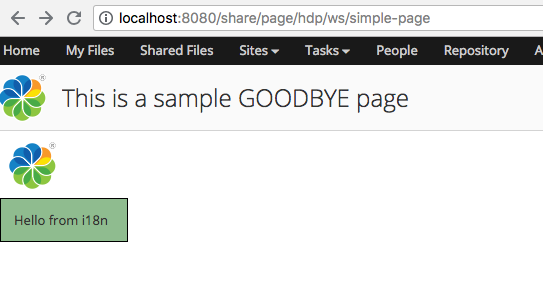 localhost:8080/share/page/hdp/ws/simple-page
Home My Files Shared Files Sites Tasks People Repository A
This is a sample GOODBYE page
Hello from i18n